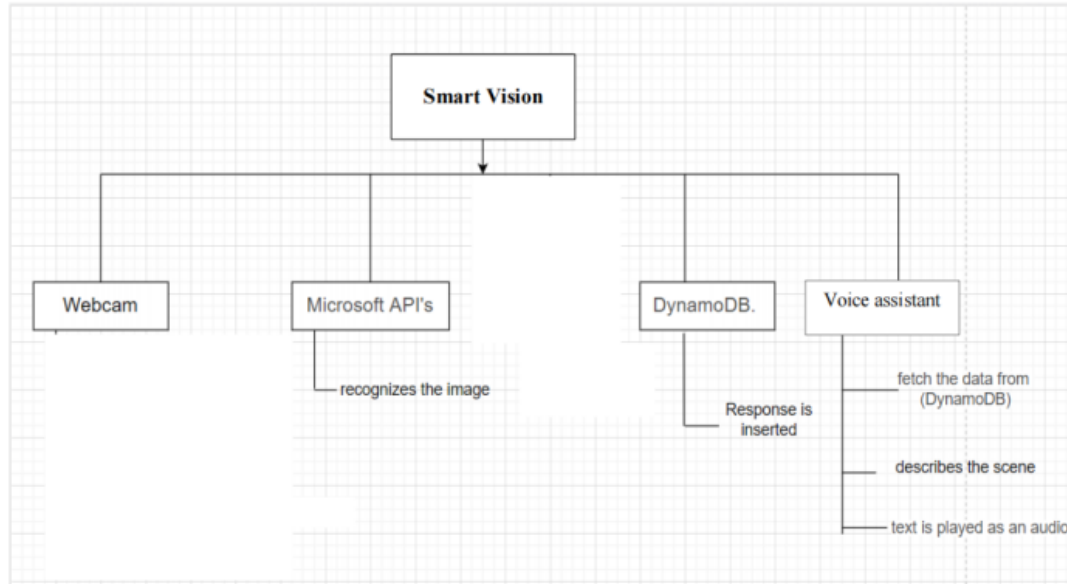 Smart Vision
Webcam
Microsoft API's
DynamoDB.
Voice assistant
recognizes the image
Response is
inserted
fetch the data from
(DynamoDB)
describes the scene
text is played as an audio